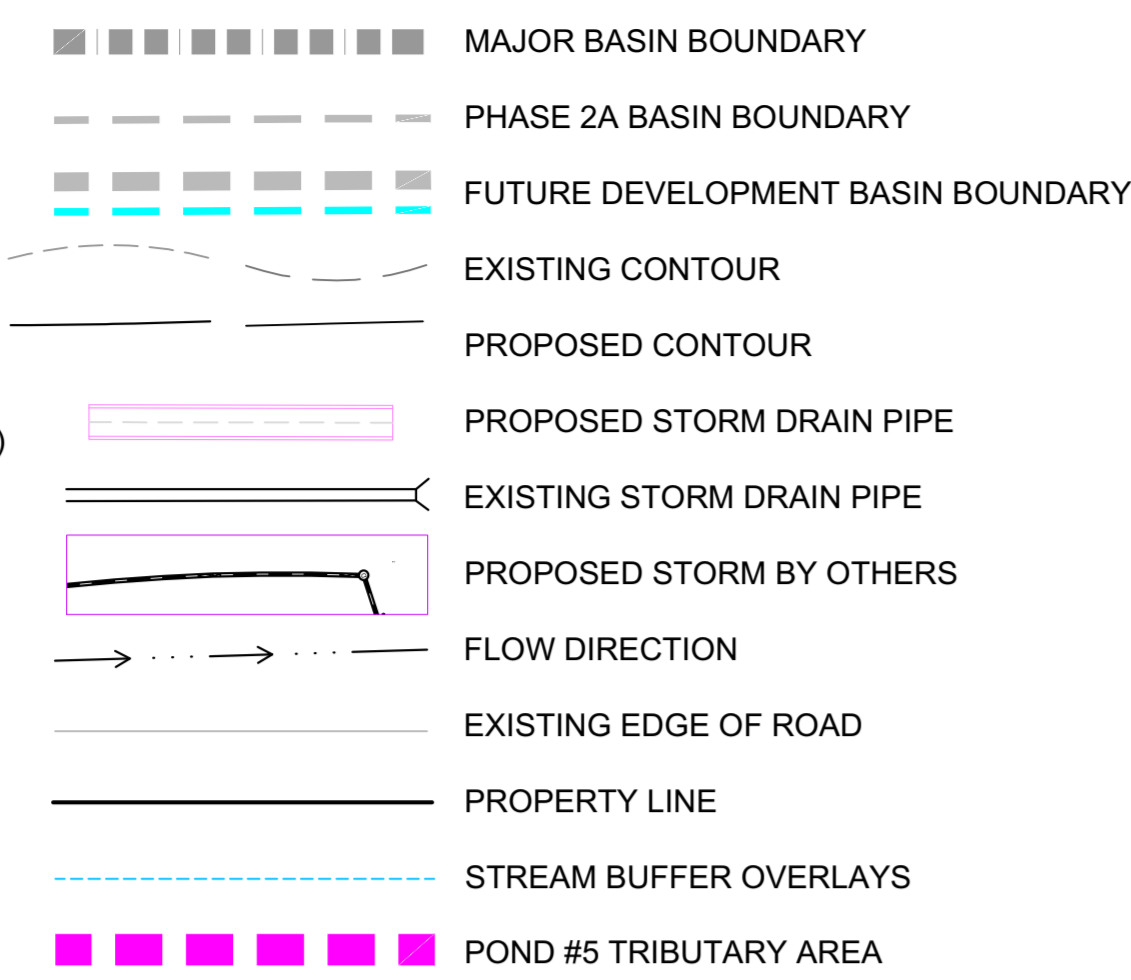 MAJOR BASIN BOUNDARY
PHASE 2A BASIN BOUNDARY
FUTURE DEVELOPMENT BASIN BOUNDARY
EXISTING CONTOUR
PROPOSED CONTOUR
)
PROPOSED STORM DRAIN PIPE
EXISTING STORM DRAIN PIPE
PROPOSED STORM BY OTHERS
FLOW DIRECTION
EXISTING EDGE OF ROAD
PROPERTY LINE
STREAM BUFFER OVERLAYS
POND #5 TRIBUTARY AREA